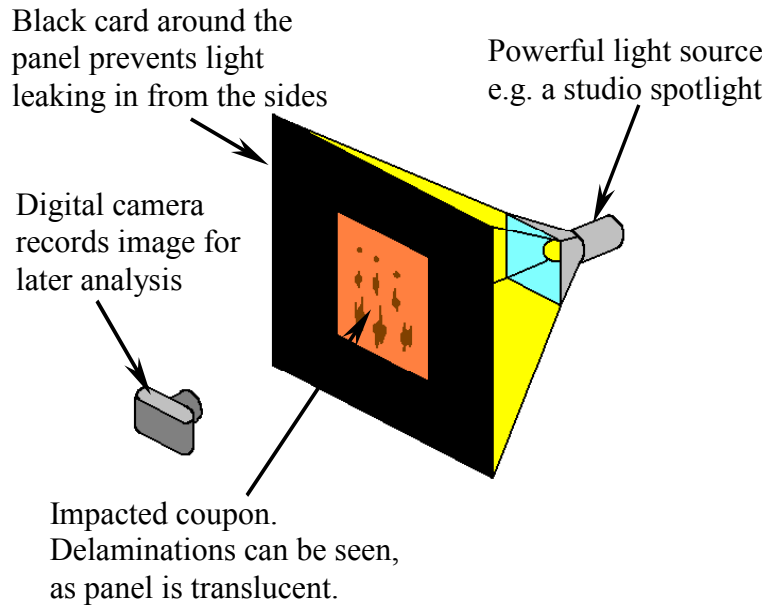 Black card around the
panel prevents light
leaking in from the sides
Powerful light source
e.g. a studio spotlight
Digital camera
records image for
later analysis
Impacted coupon.
Delaminations can be seen,
as panel is translucent.